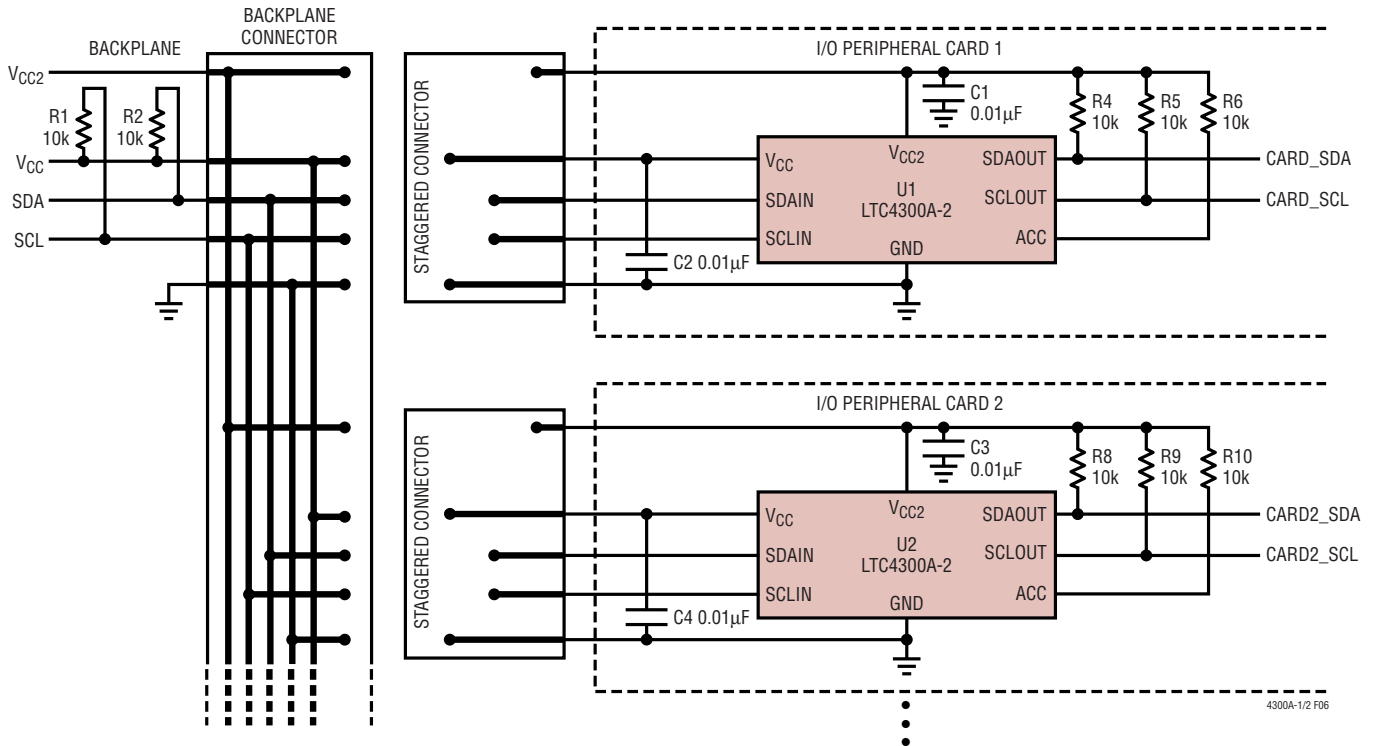 BACKPLANE
CONNECTOR
BACKPLANE
VCC2
R1
10k
R2
10k
VCC
SDA
SCL
STAGGERED CONNECTOR
I/O PERIPHERAL CARD 1
C1
0.01µF
R4
10k
R5
10k
R6
10k
VCC
VCC2
SDAOUT
CARD_SDA
SDAIN
U1
LTC4300A-2
SCLOUT
CARD_SCL
SCLIN
GND
ACC
C2 0.01µF
STAGGERED CONNECTOR
I/O PERIPHERAL CARD 2
C3
0.01µF
R8
10k
R9
10k
R10
10k
VCC
VCC2
SDAOUT
CARD2_SDA
SDAIN
U2
LTC4300A-2
SCLOUT
CARD2_SCL
SCLIN
GND
ACC
C4 0.01µF
4300A-1/2 F06